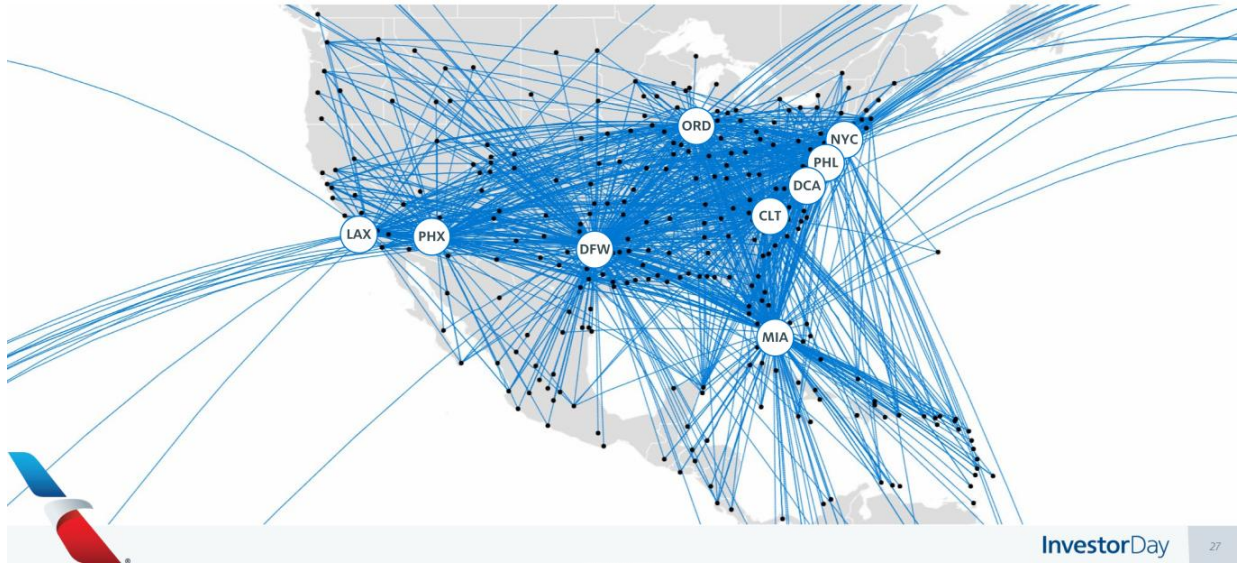 ORD
NYC
PHL
DCA
CLT
LAX
PHX
DFW
MIA
®
InvestorDay
27